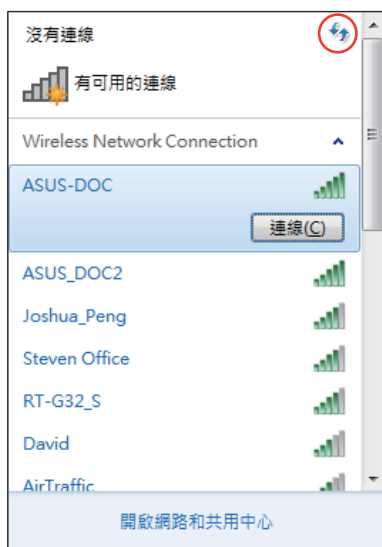 沒有連線
有可用的連線
Wireless Network Connection
ASUS-DOC
連線(C)
ASUS_DOC2
Joshua_Peng
Steven Office
RT-G32_S
David
AirTraffic
開啟網路和共用中心